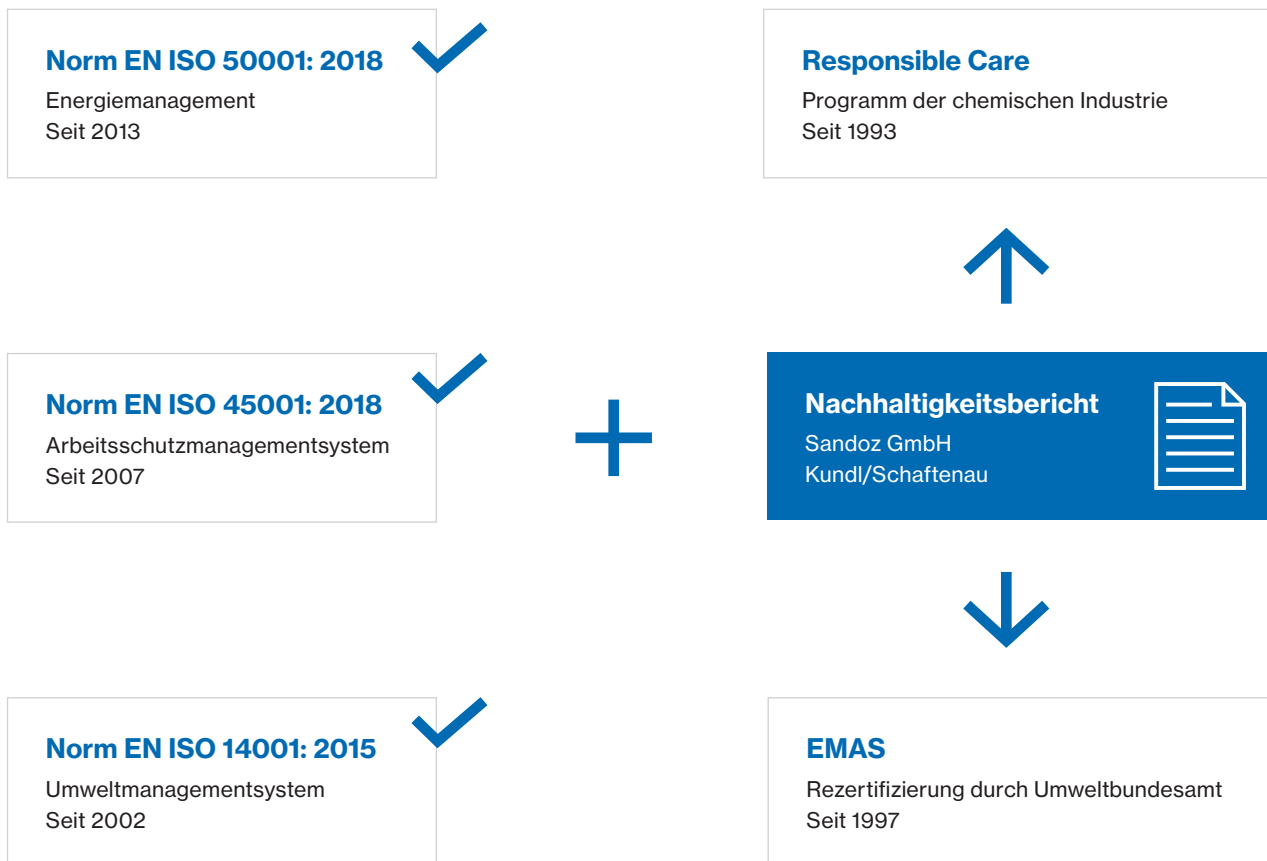 Norm EN ISO 50001: 2018
Energiemanagement
Seit 2013
Responsible Care
Programm der chemischen Industrie
Seit 1993
Norm EN ISO 45001: 2018
Arbeitsschutzmanagementsystem
Seit 2007
Nachhaltigkeitsbericht
Sandoz GmbH
Kundl/Schaftenau
Norm EN ISO 14001: 2015
Umweltmanagementsystem
Seit 2002
EMAS
Rezertifizierung durch Umweltbundesamt
Seit 1997